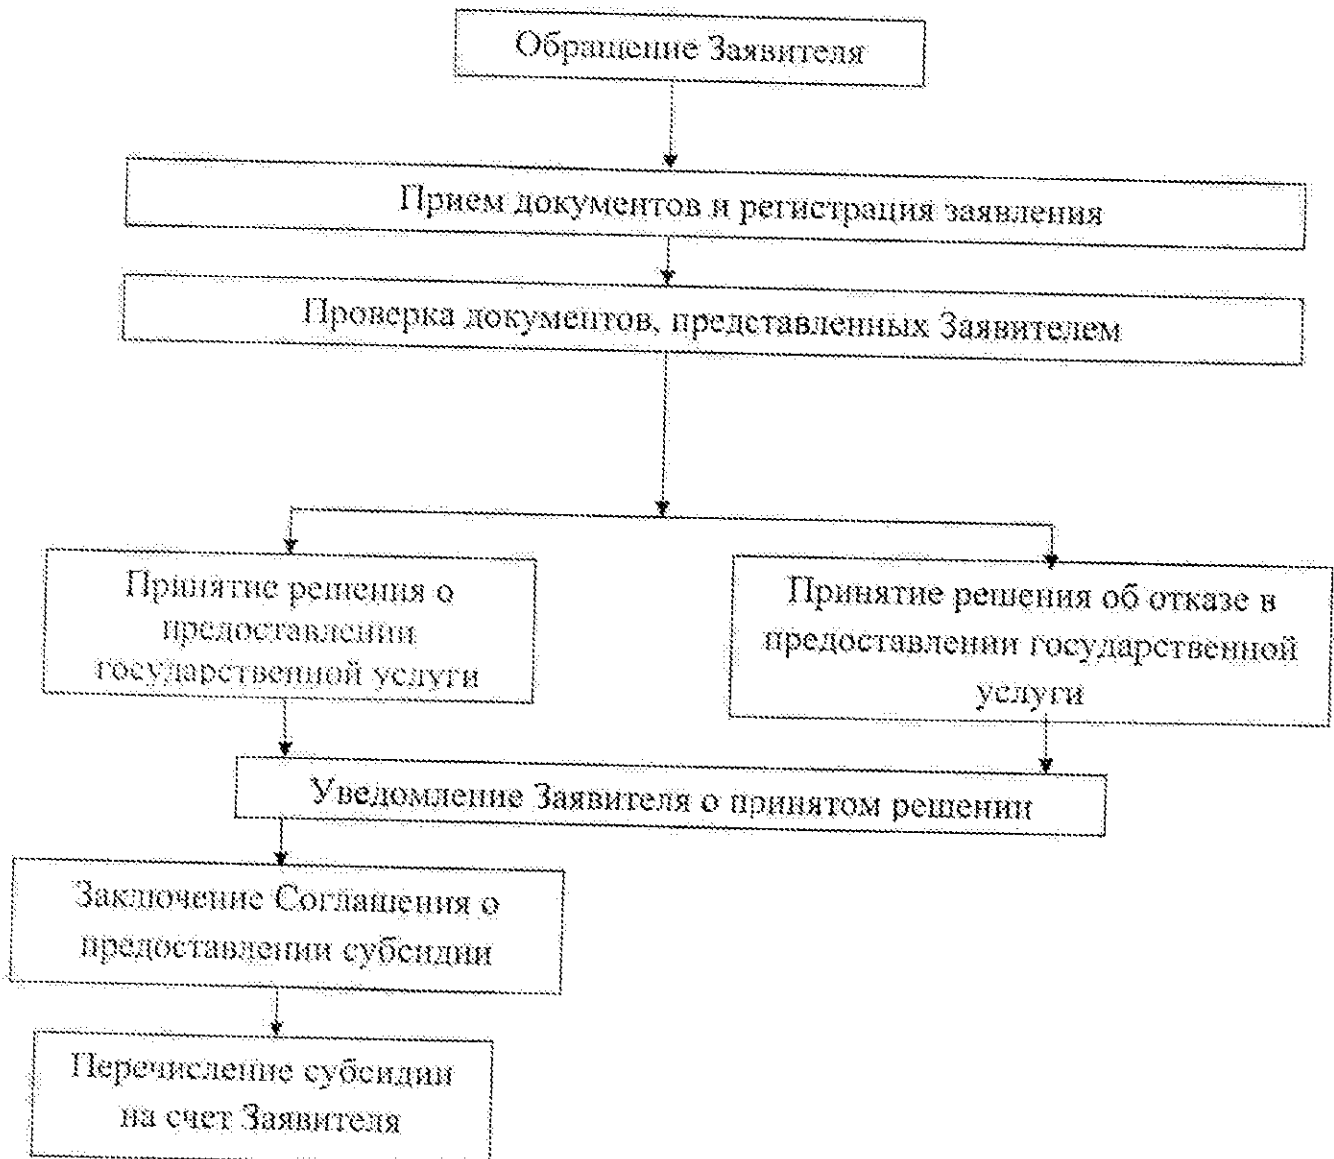 Обращение Заявителя
Прием документов и регистрация заявления
Проверка документов, представленных Заявителем
Принятие решения о
предоставлении
государственной услуги
Принятие решения об отказе в
предоставлении государственной
услуги
Уведомление Заявителя о принятом решении
Заключение Соглашения о
предоставлении субсидии
Перечисление субсидии
на счет Заявителя